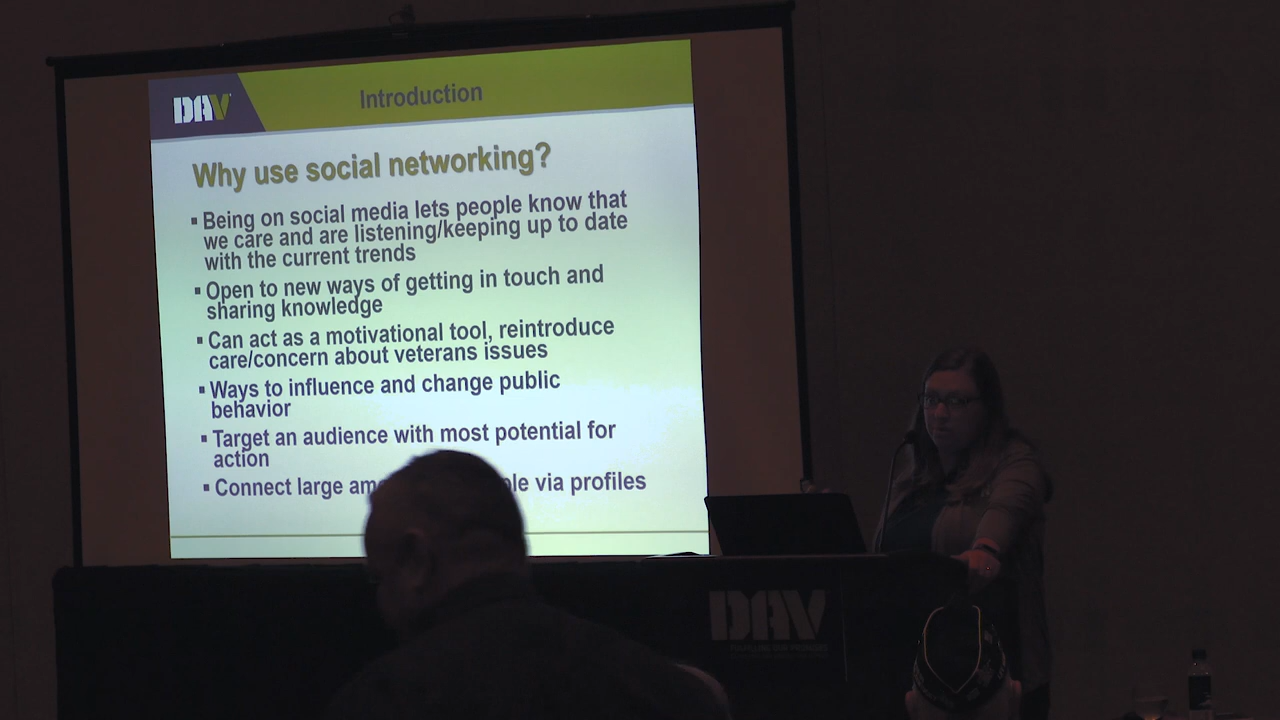 DAV
Introduction
Why use social networking?
▪ Being on social media lets people know that
we care and are listening/keeping up to date
with the current trends
▪ Open to new ways of getting in touch and
sharing knowledge
▪ Can act as a motivational tool, reintroduce
care/concern about veterans issues
▪ Ways to influence and change public
behavior
▪ Target an audience with most potential for
action
▪ Connect large via profiles
DAV